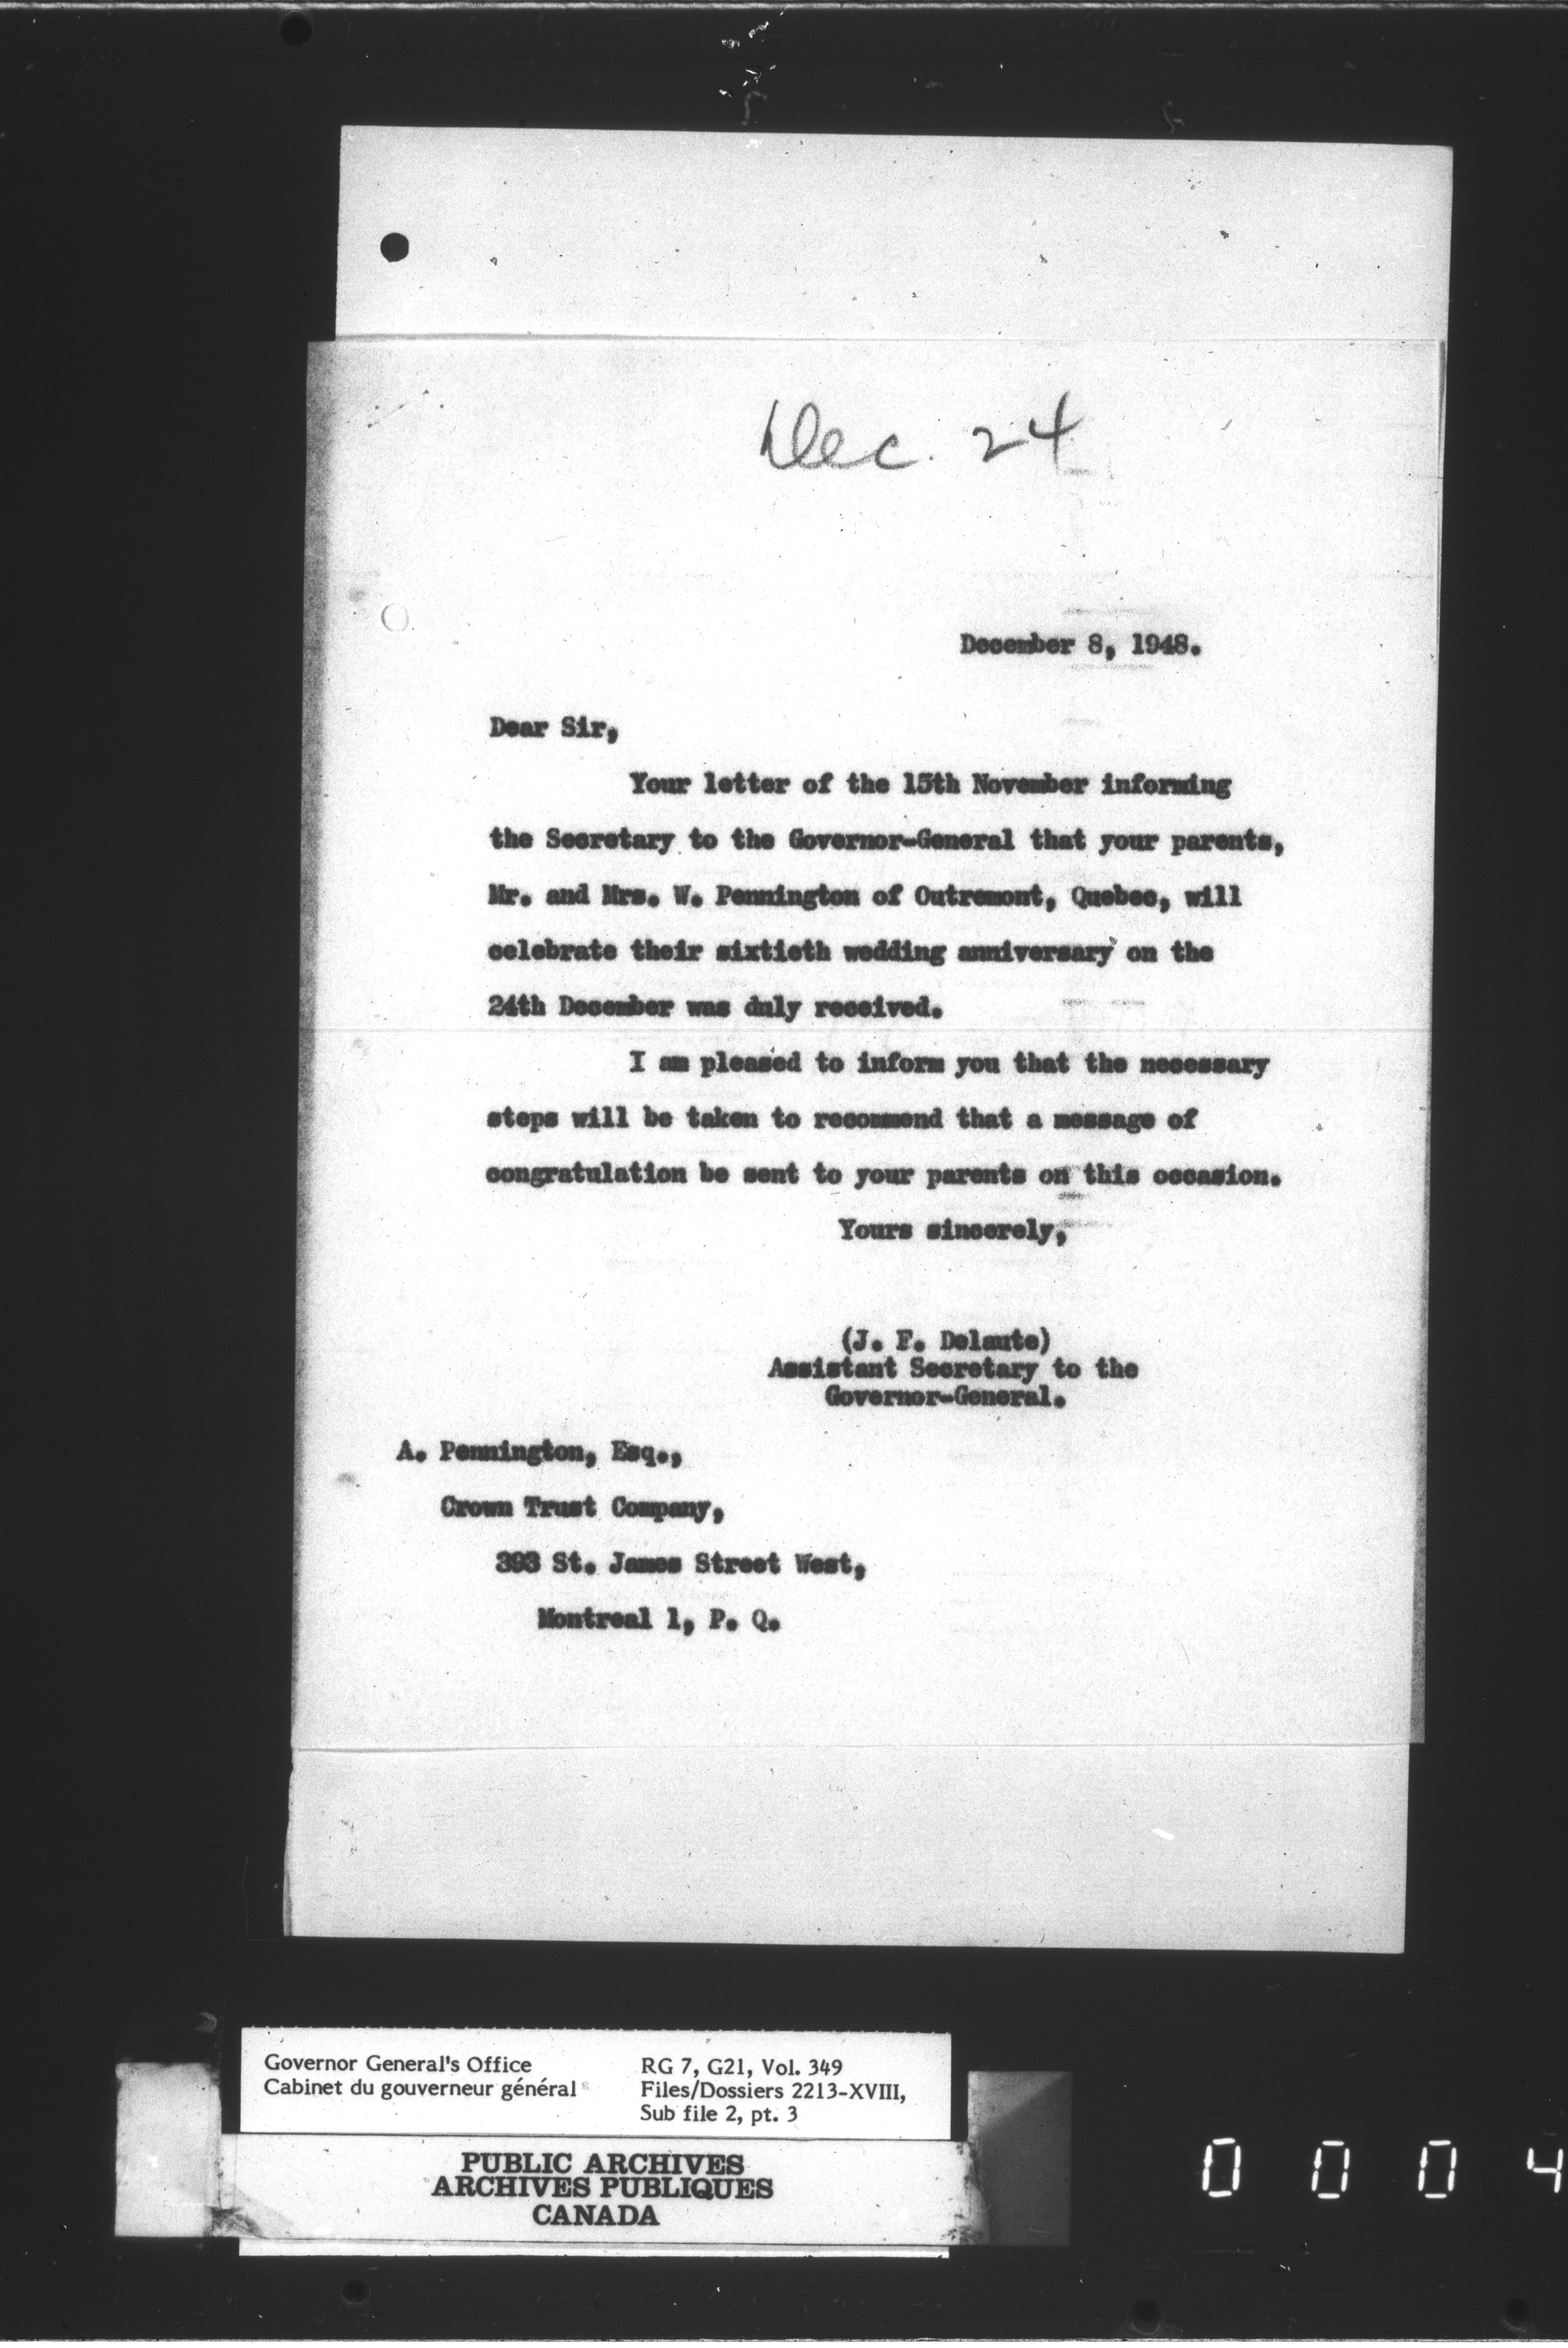 Dec. 24
December 8, 1948.
Dear Sir,
Your letter of the 15th November informing
the Secretary to the Governor-General that your parents,
Mr. and Mrs. W. Pennington of Outremont, Quebec, will
celebrate their sixtieth wedding anniversary on the
24th December was duly received.
I am pleased to inform you that the necessary
steps will be taken to recommend that a message of
congratulation be sent to your parents on this occasion.
Yours sincerely,
(J. F. Delaute)
Assistant Secretary to the
Governor-General.
A. Pennington, Esq.,
Crown Trust Company,
393 St. James Street West,
Montreal 1, P. Q.
Governor General's Office
Cabinet du gouverneur général
RG 7, G21, Vol. 349
Files/Dossiers 2213-XVIII,
Sub file 2, pt. 3
PUBLIC ARCHIVES
ARCHIVES PUBLIQUES
CANADA
0 0 0 4